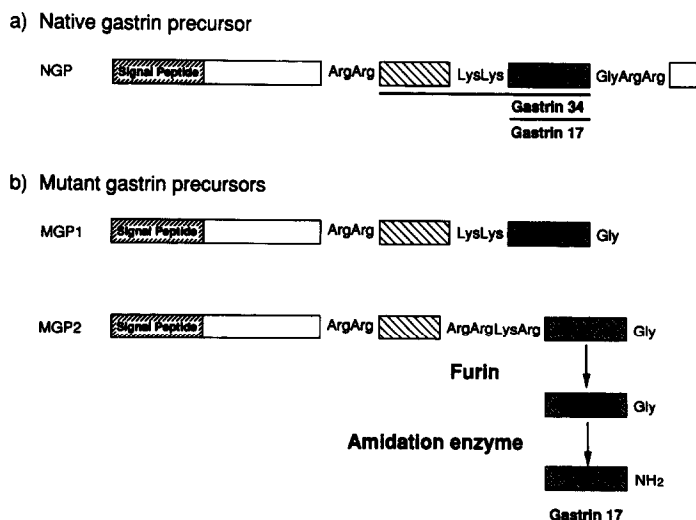 a) Native gastrin precursor
NGP Signal Peptide ArgArg LysLys GlyArgArg
Gastrin 34
Gastrin 17
b) Mutant gastrin precursors
MGP1 Signal Peptide ArgArg LysLys Gly
MGP2 Signal Peptide ArgArg ArgArgLysArg Gly
Furin
Gly
Amidation enzyme
NH2
Gastrin 17